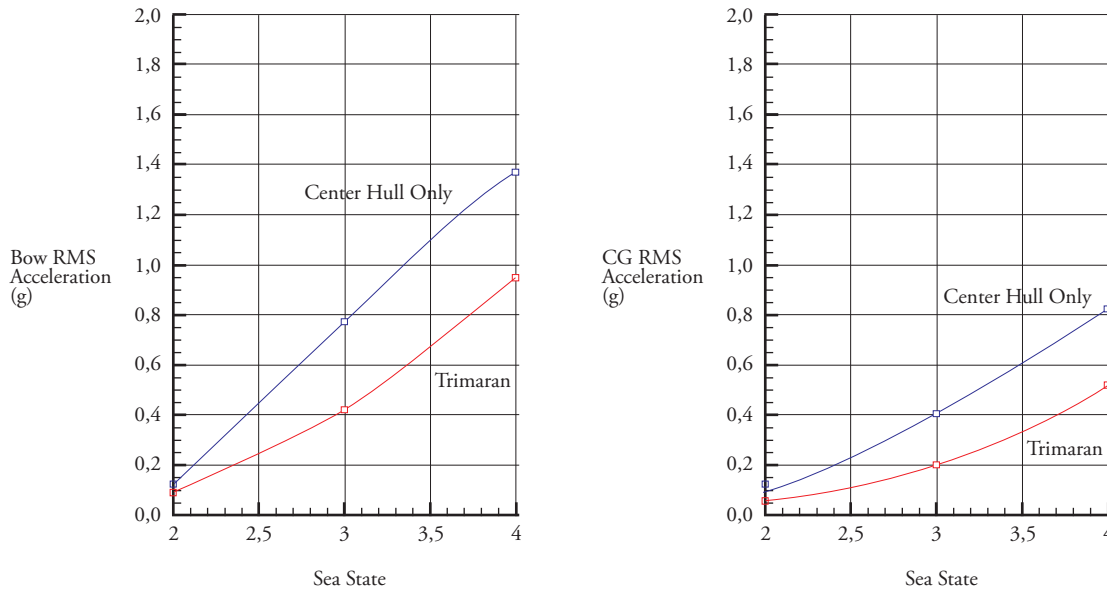 2,0
1,8
1,6
1,4
1,2
1,0
0,8
0,6
0,4
0,2
0,0
Bow RMS
Acceleration
(g)
Center Hull Only
Trimaran
2 2,5 3 3,5 4
Sea State
2,0
1,8
1,6
1,4
1,2
1,0
0,8
0,6
0,4
0,2
0,0
CG RMS
Acceleration
(g)
Center Hull Only
Trimaran
2 2,5 3 3,5 4
Sea State